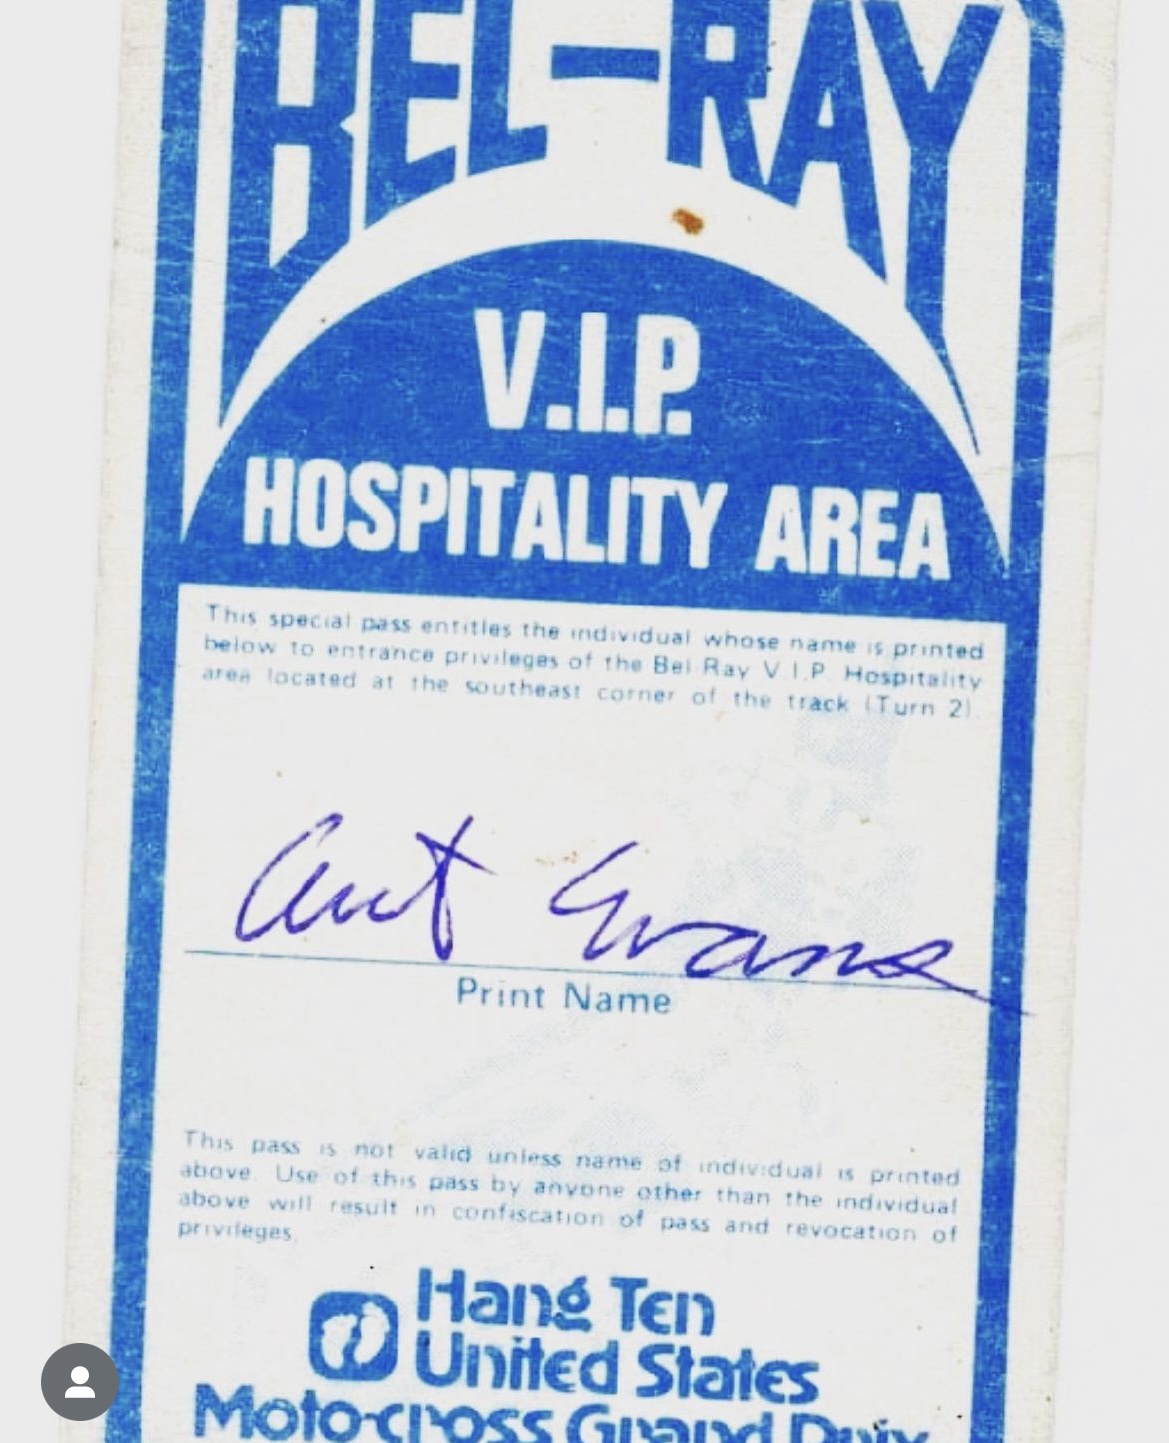 BEL-RAY
V.I.P.
HOSPITALITY AREA
This special pass entitles the individual whose name is printed
below to entrance privileges of the Bel-Ray V.I.P. Hospitality
area located at the southeast corner of the track (Turn 2).
Art Evans
Print Name
This pass is not valid unless name of individual is printed
above. Use of this pass by anyone other than the individual
above will result in confiscation of pass and revocation of
privileges.
Hang Ten
United States
Moto-cross Grand Prix